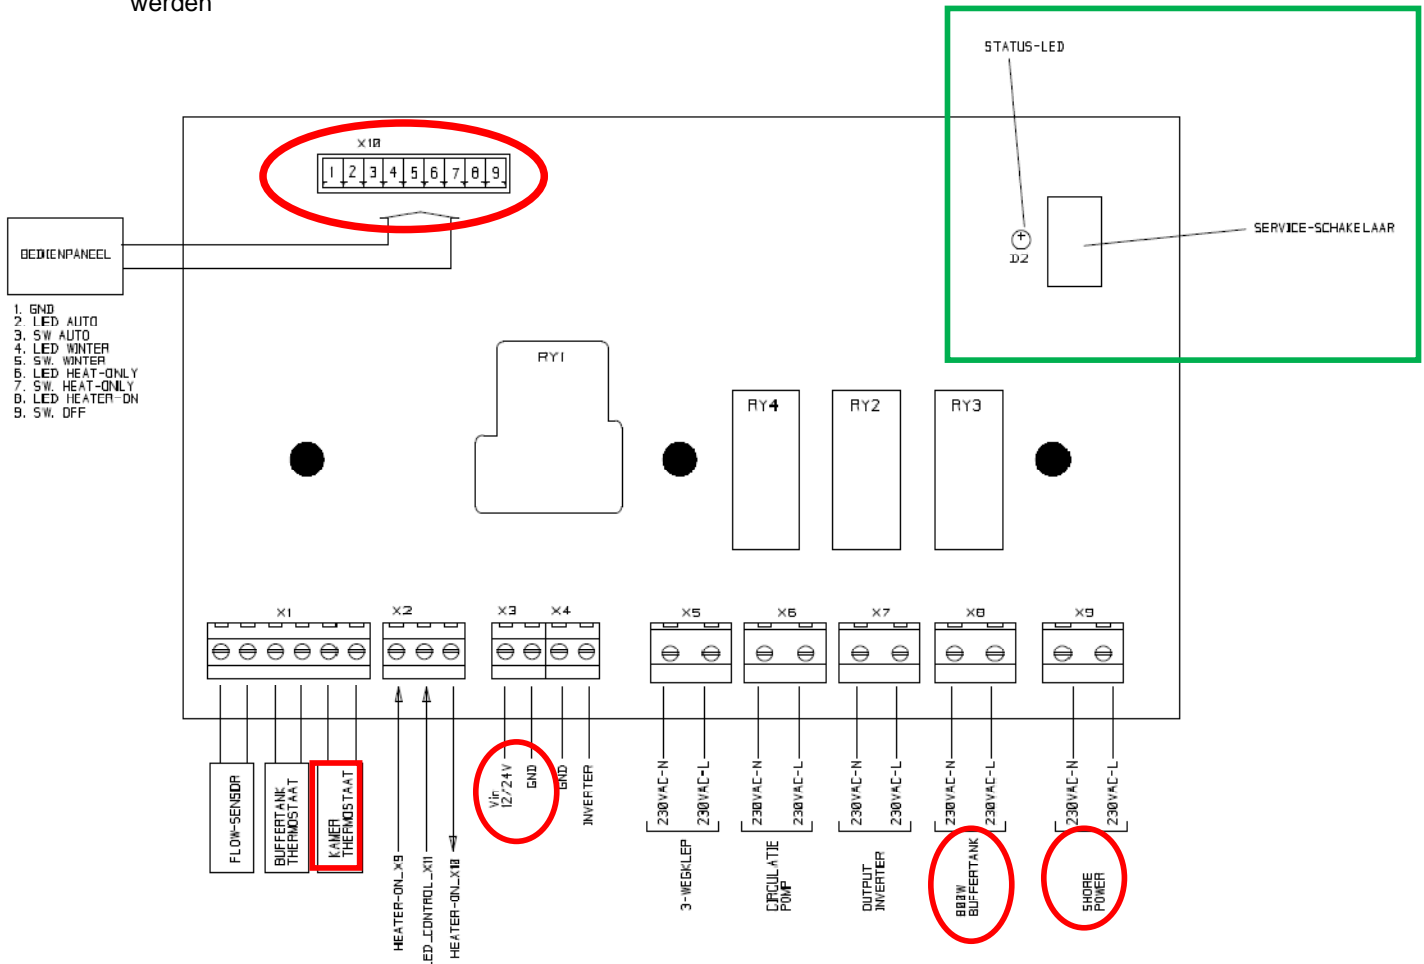 werden
STATUS-LED
X10
1 2 3 4 5 6 7 8 9
D2
SERVICE-SCHAKELAAR
BEDIENPANEEL
1. GND
2. LED AUTO
3. SW AUTO
4. LED WINTER
5. SW. WINTER
6. LED HEAT-ONLY
7. SW. HEAT-ONLY
8. LED HEATER-ON
9. SW. OFF
RY1
RY4
RY2
RY3
X1
X2
X3
X4
X5
X6
X7
X8
X9
FLOW-SENSOR
BUFFERTANK
THERMOSTAAT
KAMER
THERMOSTAAT
HEATER-ON_X9
LED_CONTROL_X11
HEATER-ON_X10
Vin
12/24V
GND
GND
INVERTER
230VAC-N
230VAC-L
3-WEGKLEP
230VAC-N
230VAC-L
CIRCULATIE
POMP
230VAC-N
230VAC-L
OUTPUT
INVERTER
230VAC-N
230VAC-L
800W
BUFFERTANK
230VAC-N
230VAC-L
SHORE
POWER